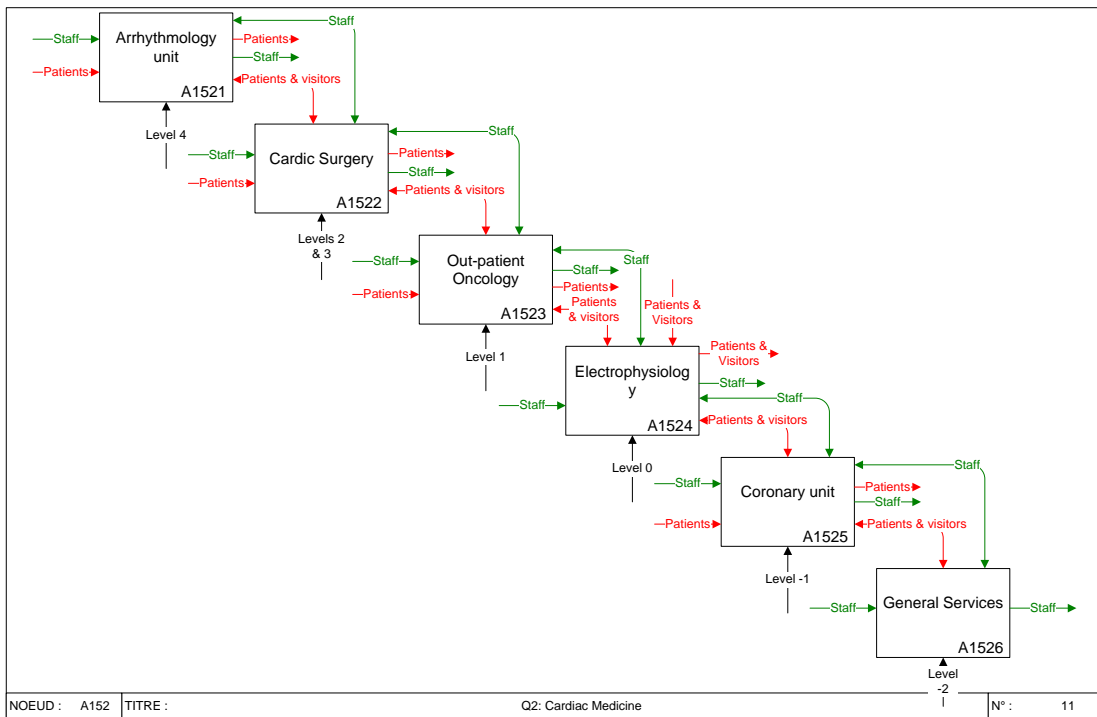 Staff
Staff
Arrhythmology
unit
Patients
Staff
Patients
Patients & visitors
A1521
Level 4
Staff
Staff
Cardic Surgery
Patients
Staff
Patients
Patients & visitors
A1522
Levels 2
& 3
Staff
Staff
Out-patient
Oncology
Staff
Patients
Patients
Patients
& visitors
A1523
Patients &
Visitors
Level 1
Patients &
Visitors
Electrophysiolog
y
Staff
Staff
Staff
Patients & visitors
A1524
Level 0
Staff
Staff
Coronary unit
Patients
Staff
Patients
Patients & visitors
A1525
Level -1
Staff
General Services
Staff
A1526
Level
-2
NOEUD : A152 TITRE : Q2: Cardiac Medicine N° : 11